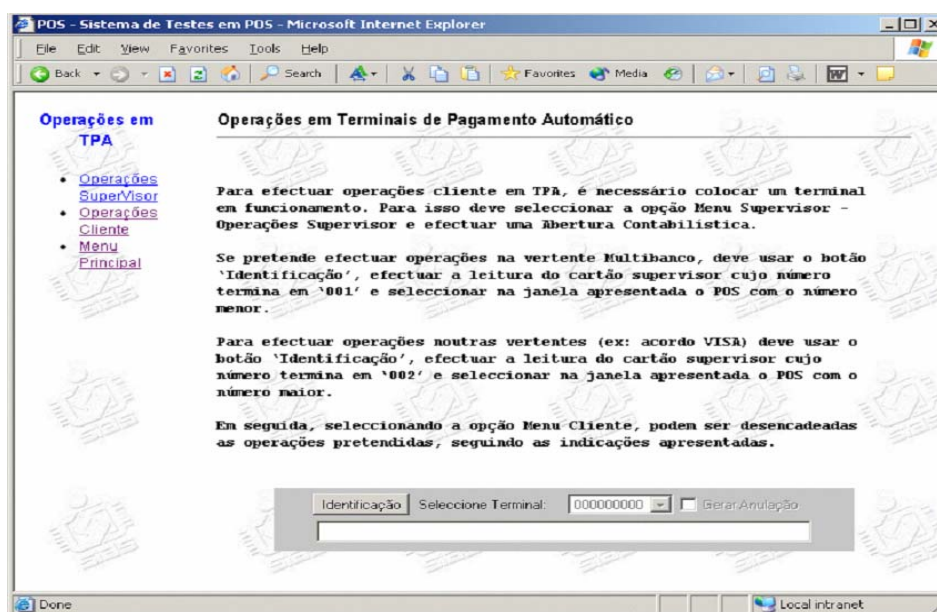 POS - Sistema de Testes em POS - Microsoft Internet Explorer
File Edit View Favorites Tools Help
Back Search Favorites Media
Operações em
TPA
Operações
SuperVisor
Operações
Cliente
Menu
Principal
Operações em Terminais de Pagamento Automático
Para efectuar operações cliente em TPA, é necessário colocar um terminal
em funcionamento. Para isso deve seleccionar a opção Menu Supervisor -
Operações Supervisor e efectuar uma Abertura Contabilística.
Se pretende efectuar operações na vertente Multibanco, deve usar o botão
'Identificação', efectuar a leitura do cartão supervisor cujo número
termina em '001' e seleccionar na janela apresentada o POS com o número
menor.
Para efectuar operações noutras vertentes (ex: acordo VISA) deve usar o
botão 'Identificação', efectuar a leitura do cartão supervisor cujo
número termina em '002' e seleccionar na janela apresentada o POS com o
número maior.
Em seguida, seleccionando a opção Menu Cliente, podem ser desencadeadas
as operações pretendidas, seguindo as indicações apresentadas.
Identificação Seleccione Terminal: 000000000 Gerar Anulação
Done Local intranet